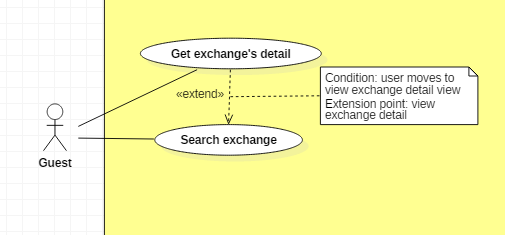 Get exchange's detail
Condition: user moves to
view exchange detail view
Extension point: view
exchange detail
«extend»
Search exchange
Guest